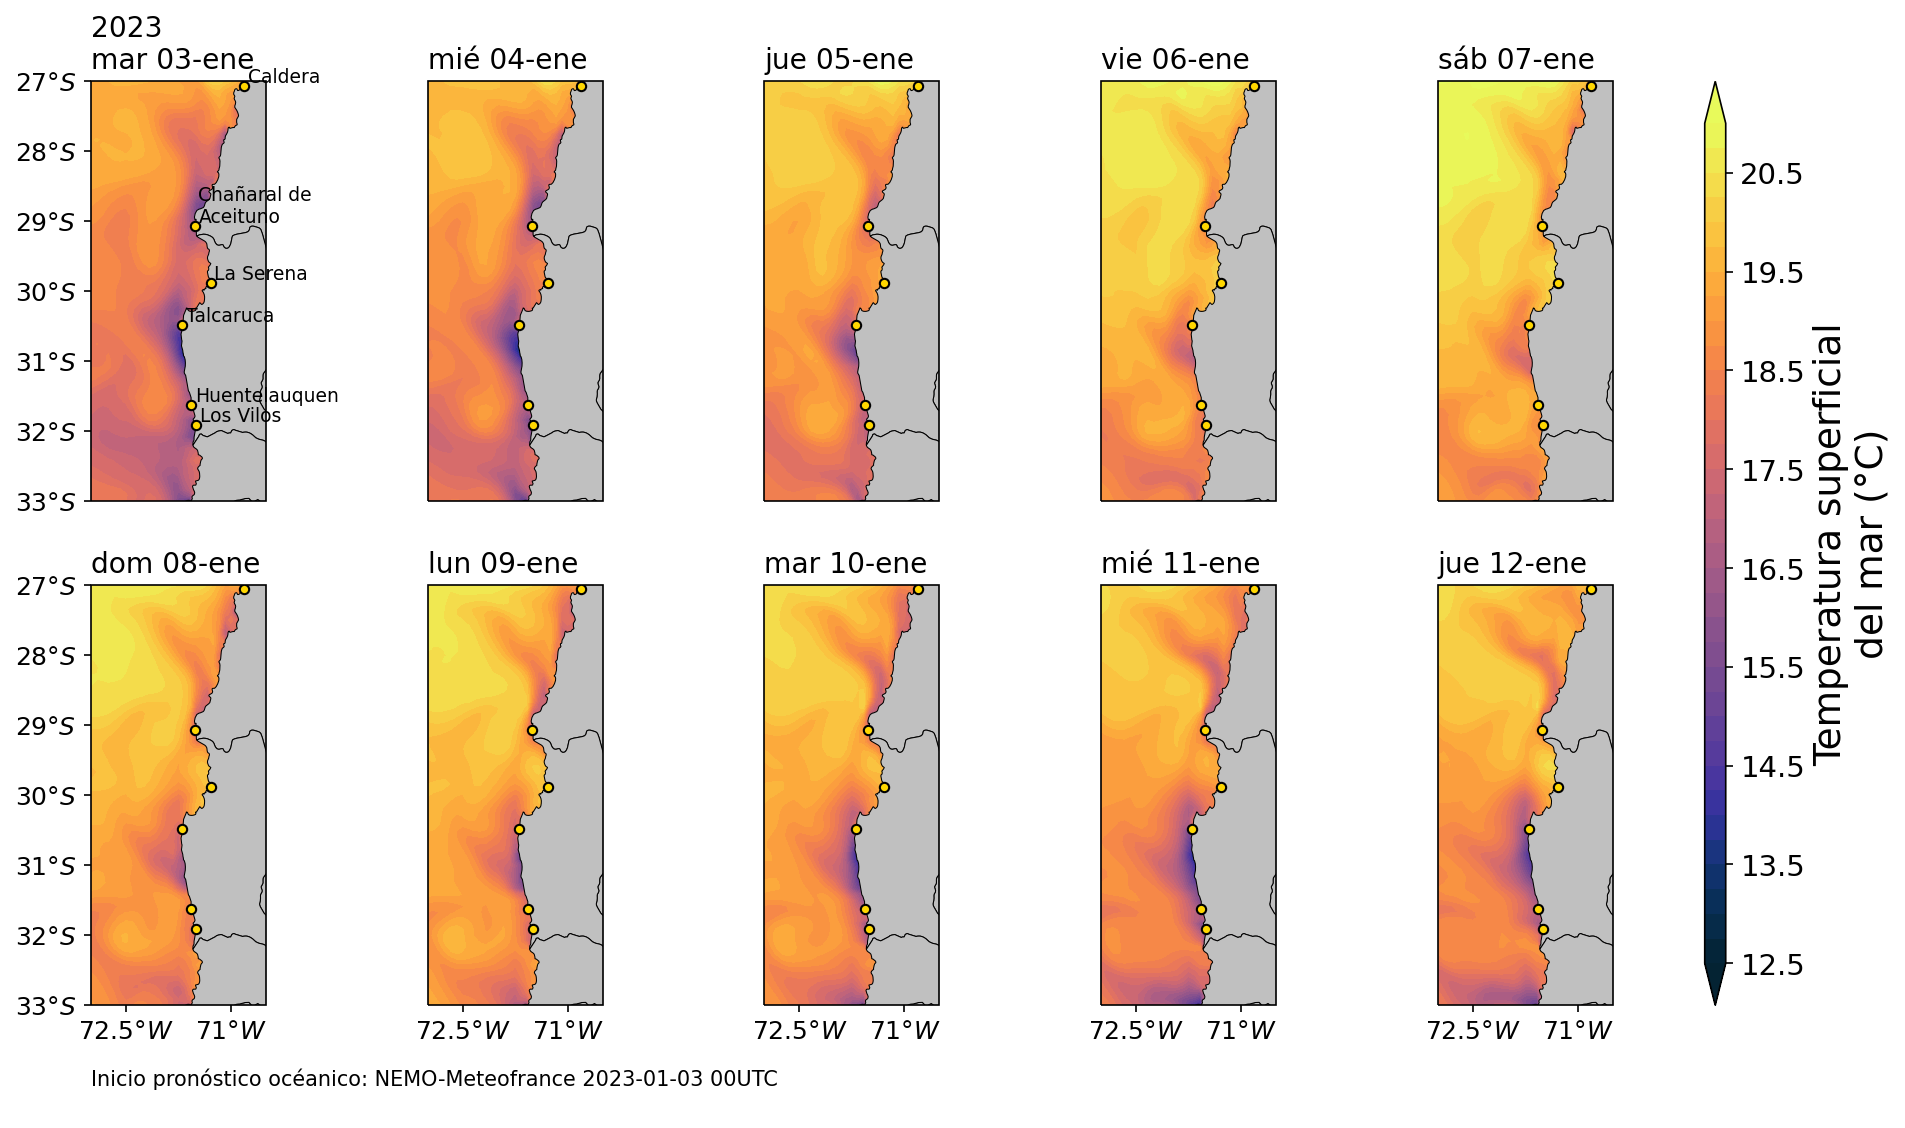 2023
mar 03-ene
mié 04-ene
jue 05-ene
vie 06-ene
sáb 07-ene
27°S
28°S
29°S
30°S
31°S
32°S
33°S
Caldera
Chañaral de
Aceituno
La Serena
Talcaruca
Huentelauquen
Los Vilos
dom 08-ene
lun 09-ene
mar 10-ene
mié 11-ene
jue 12-ene
27°S
28°S
29°S
30°S
31°S
32°S
33°S
72.5°W 71°W
72.5°W 71°W
72.5°W 71°W
72.5°W 71°W
72.5°W 71°W
20.5
19.5
18.5
17.5
16.5
15.5
14.5
13.5
12.5
Temperatura superficial
del mar (°C)
Inicio pronóstico océanico: NEMO-Meteofrance 2023-01-03 00UTC